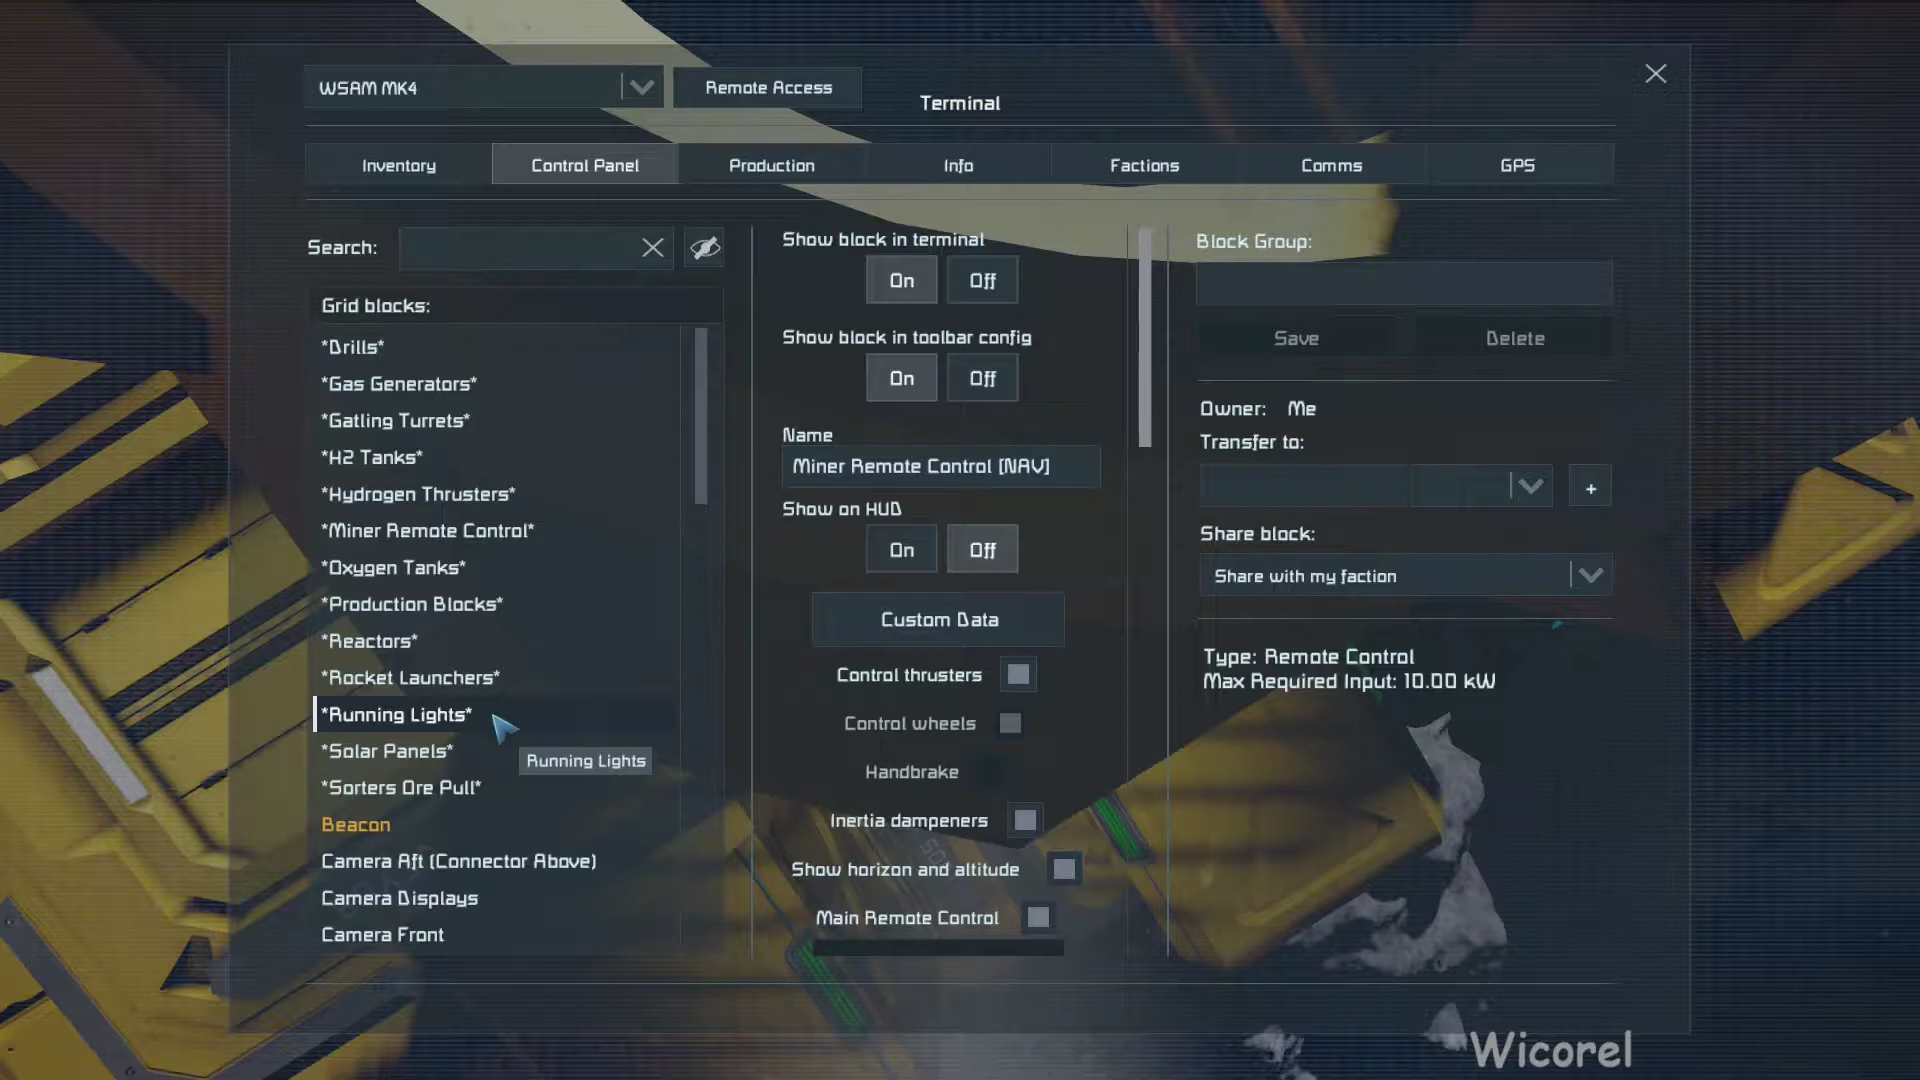 WSAM MK4
Remote Access
Terminal
Inventory
Control Panel
Production
Info
Factions
Comms
GPS
Search:
Grid blocks:
*Drills*
*Gas Generators*
*Gatling Turrets*
*H2 Tanks*
*Hydrogen Thrusters*
*Miner Remote Control*
*Oxygen Tanks*
*Production Blocks*
*Reactors*
*Rocket Launchers*
*Running Lights*
Running Lights
*Solar Panels*
*Sorters Ore Pull*
Beacon
Camera Aft (Connector Above)
Camera Displays
Camera Front
Show block in terminal
On
Off
Show block in toolbar config
On
Off
Name
Miner Remote Control [NAV]
Show on HUD
On
Off
Custom Data
Control thrusters
Control wheels
Handbrake
Inertia dampeners
Show horizon and altitude
Main Remote Control
Block Group:
Save
Delete
Owner: Me
Transfer to:
+
Share block:
Share with my faction
Type: Remote Control
Max Required Input: 10.00 kW
Wicorel